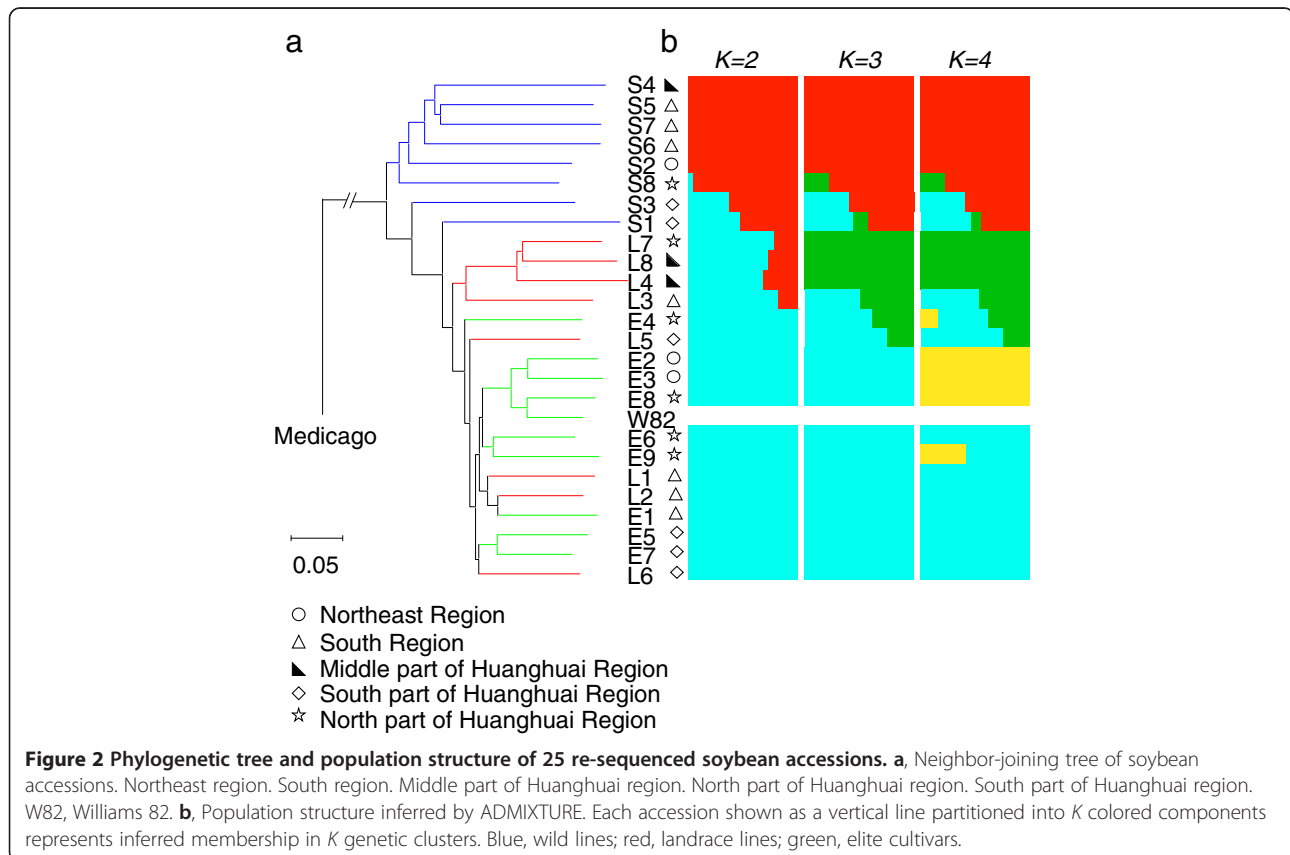 a
b
K=2 K=3 K=4
S4
S5
S7
S6
S2
S8
S3
S1
L7
L8
L4
L3
E4
L5
E2
E3
E8
W82
E6
E9
L1
L2
E1
E5
E7
L6
Medicago
0.05
Northeast Region
South Region
Middle part of Huanghuai Region
South part of Huanghuai Region
North part of Huanghuai Region
Figure 2 Phylogenetic tree and population structure of 25 re-sequenced soybean accessions. a, Neighbor-joining tree of soybean
accessions. Northeast region. South region. Middle part of Huanghuai region. North part of Huanghuai region. South part of Huanghuai region.
W82, Williams 82. b, Population structure inferred by ADMIXTURE. Each accession shown as a vertical line partitioned into K colored components
represents inferred membership in K genetic clusters. Blue, wild lines; red, landrace lines; green, elite cultivars.